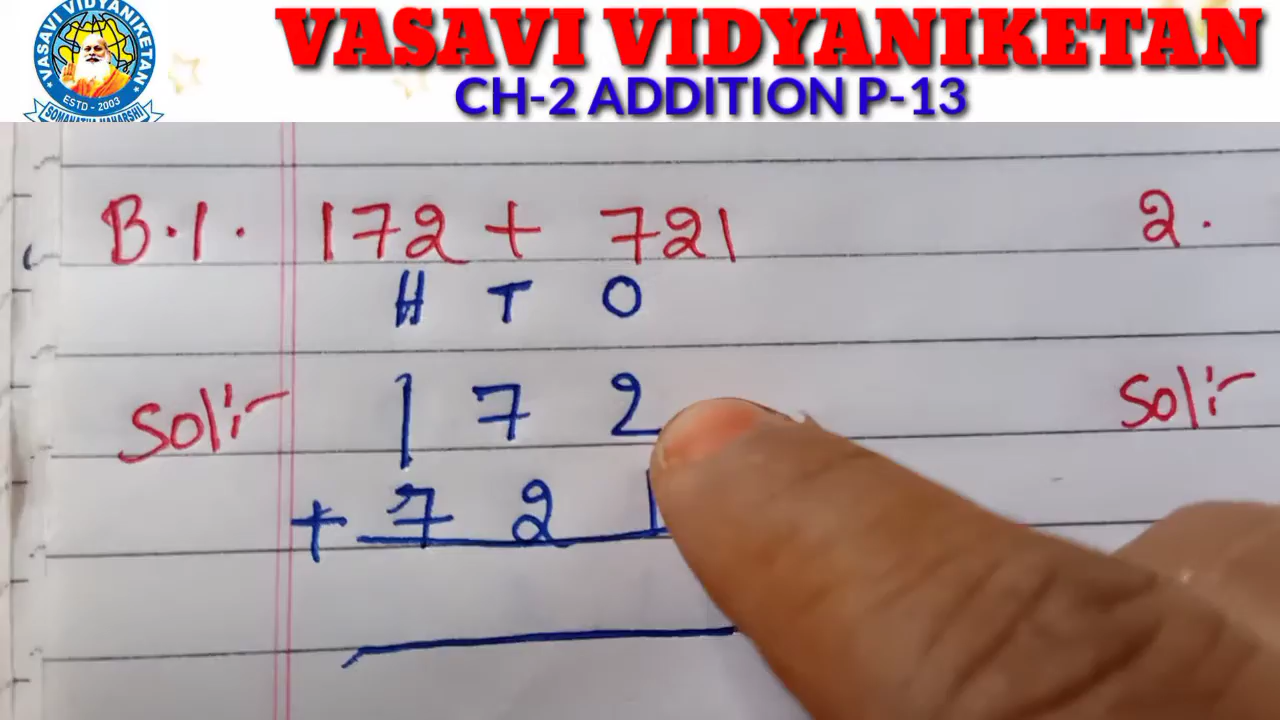 VASAVI VIDYANIKETAN
CH-2 ADDITION P-13
VASAVI VIDYANIKETAN
ESTD - 2003
SOMANATHA MAHARSHI
B.1. 172 + 721
2.
H T O
Sol:- 1 7 2
Sol:-
+ 7 2 1